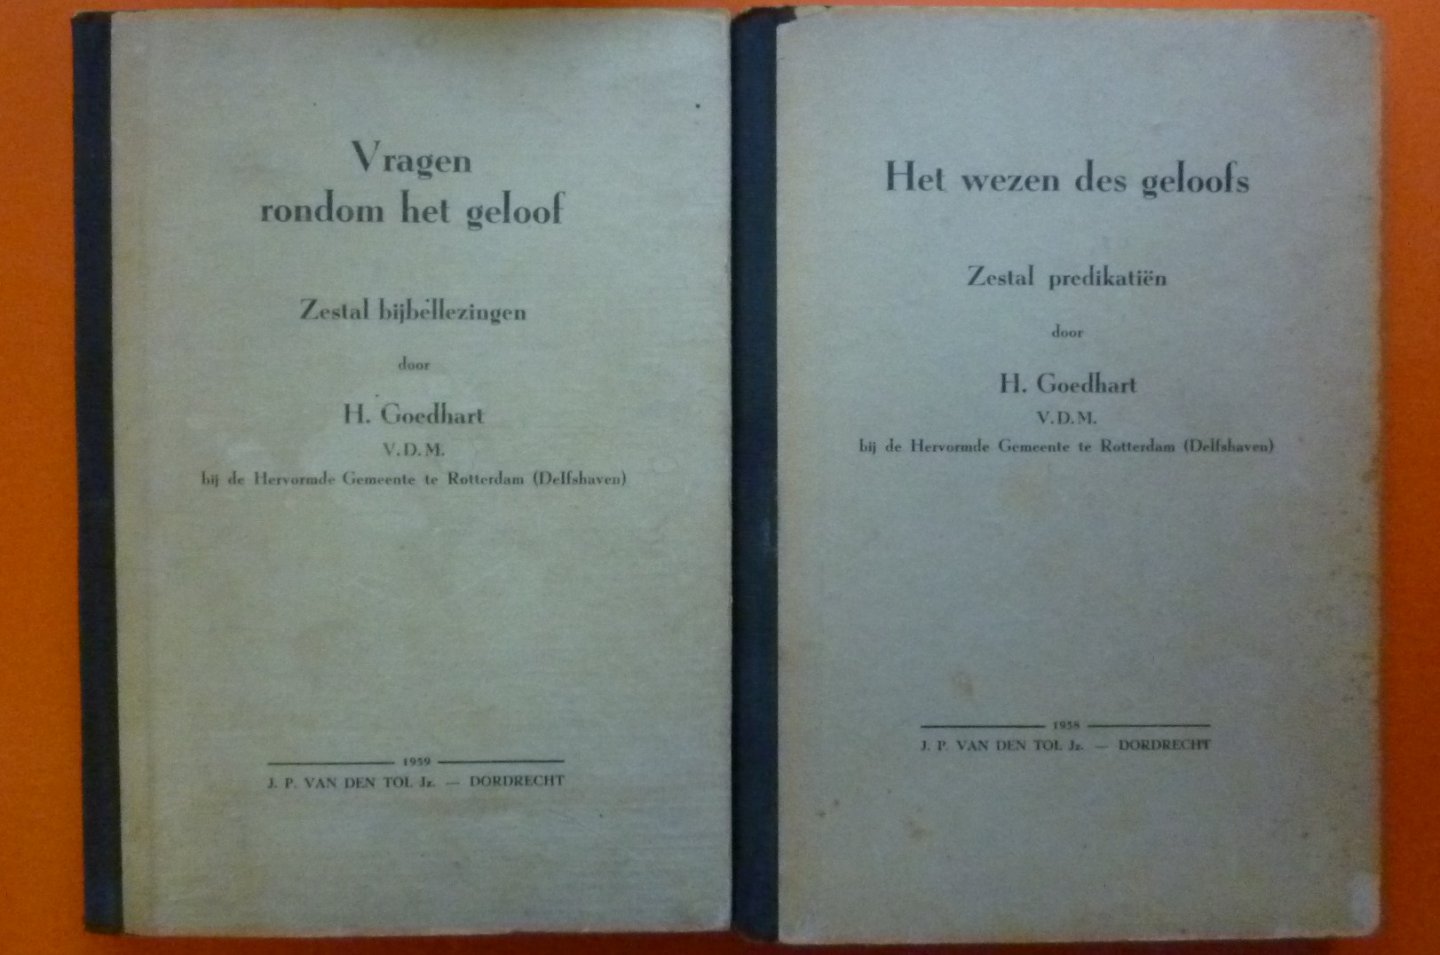 Vragen
rondom het geloof
Zestal bijbellezingen
door
H. Goedhart
V.D.M.
bij de Hervormde Gemeente te Rotterdam (Delfshaven)
1959
J. P. VAN DEN TOL Jz. — DORDRECHT
Het wezen des geloofs
Zestal predikatiën
door
H. Goedhart
V.D.M.
bij de Hervormde Gemeente te Rotterdam (Delfshaven)
1958
J. P. VAN DEN TOL Jz. — DORDRECHT